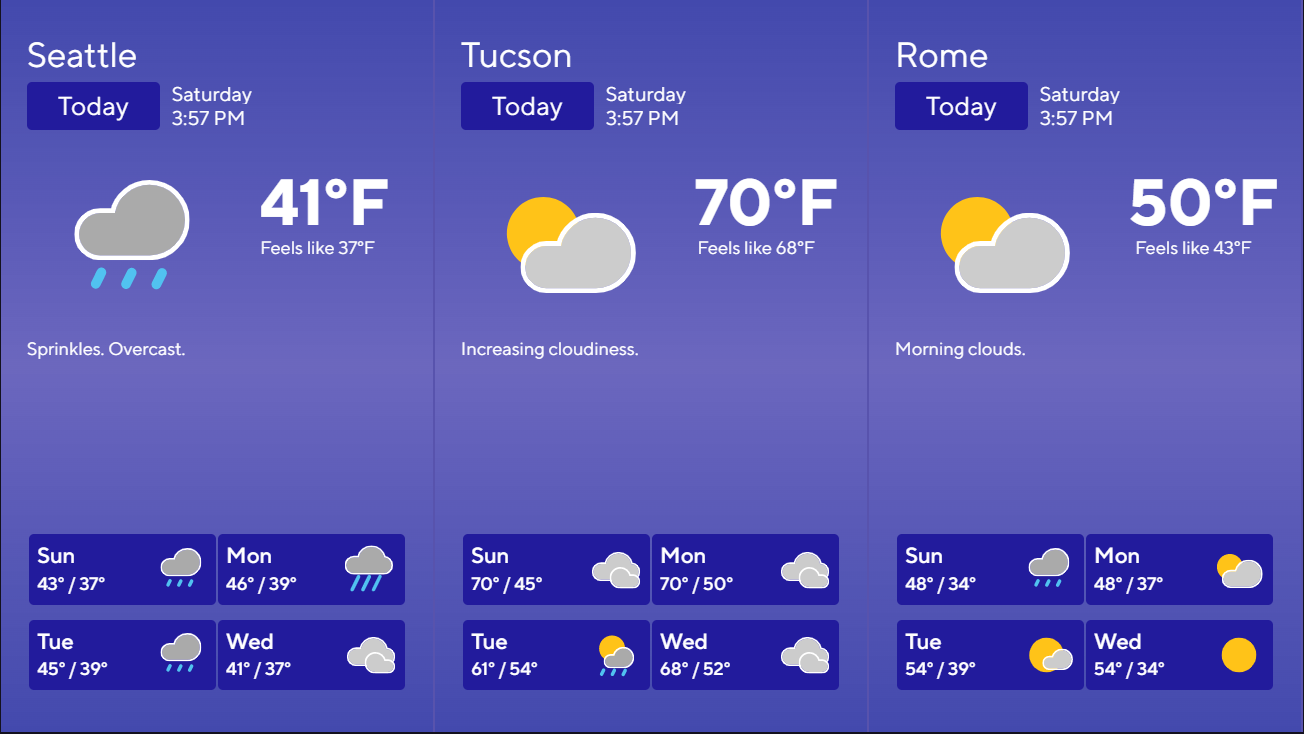 Seattle
Today
Saturday
3:57 PM
41°F
Feels like 37°F
Sprinkles. Overcast.
Sun
43° / 37°
Mon
46° / 39°
Tue
45° / 39°
Wed
41° / 37°
Tucson
Today
Saturday
3:57 PM
70°F
Feels like 68°F
Increasing cloudiness.
Sun
70° / 45°
Mon
70° / 50°
Tue
61° / 54°
Wed
68° / 52°
Rome
Today
Saturday
3:57 PM
50°F
Feels like 43°F
Morning clouds.
Sun
48° / 34°
Mon
48° / 37°
Tue
54° / 39°
Wed
54° / 34°